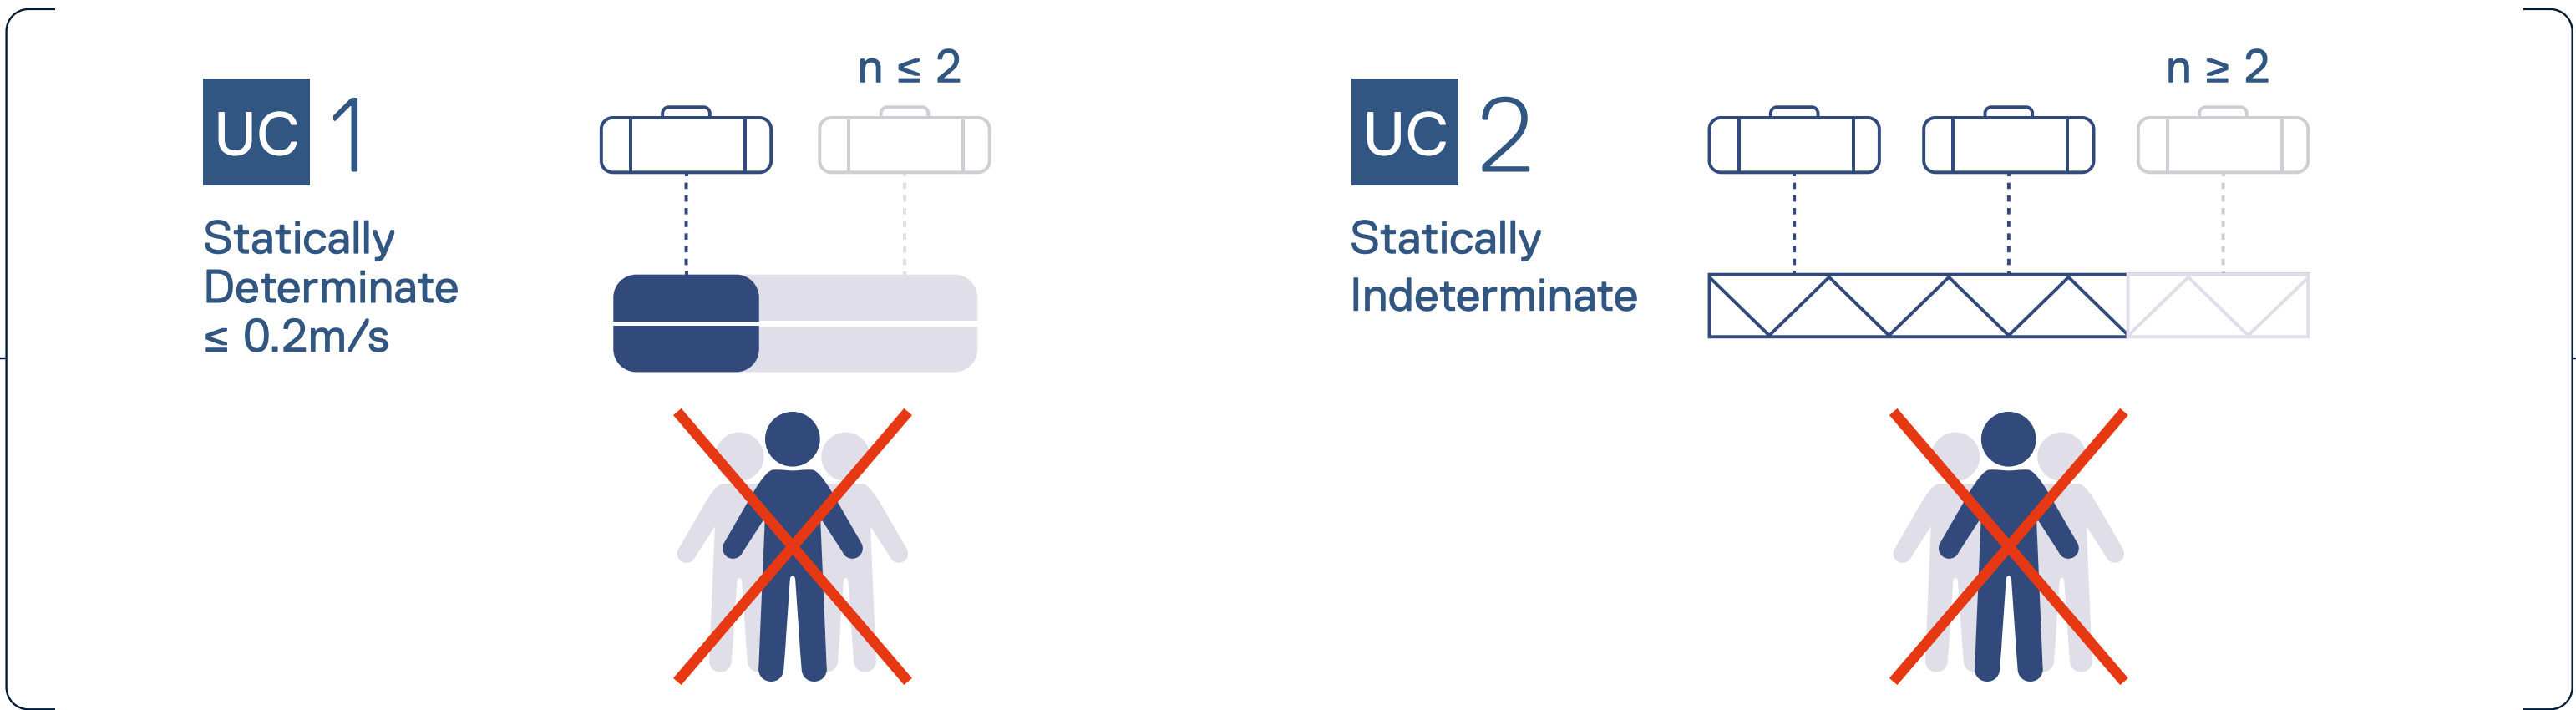 UC 1
Statically
Determinate
≤ 0.2m/s
n ≤ 2
UC 2
Statically
Indeterminate
n ≥ 2